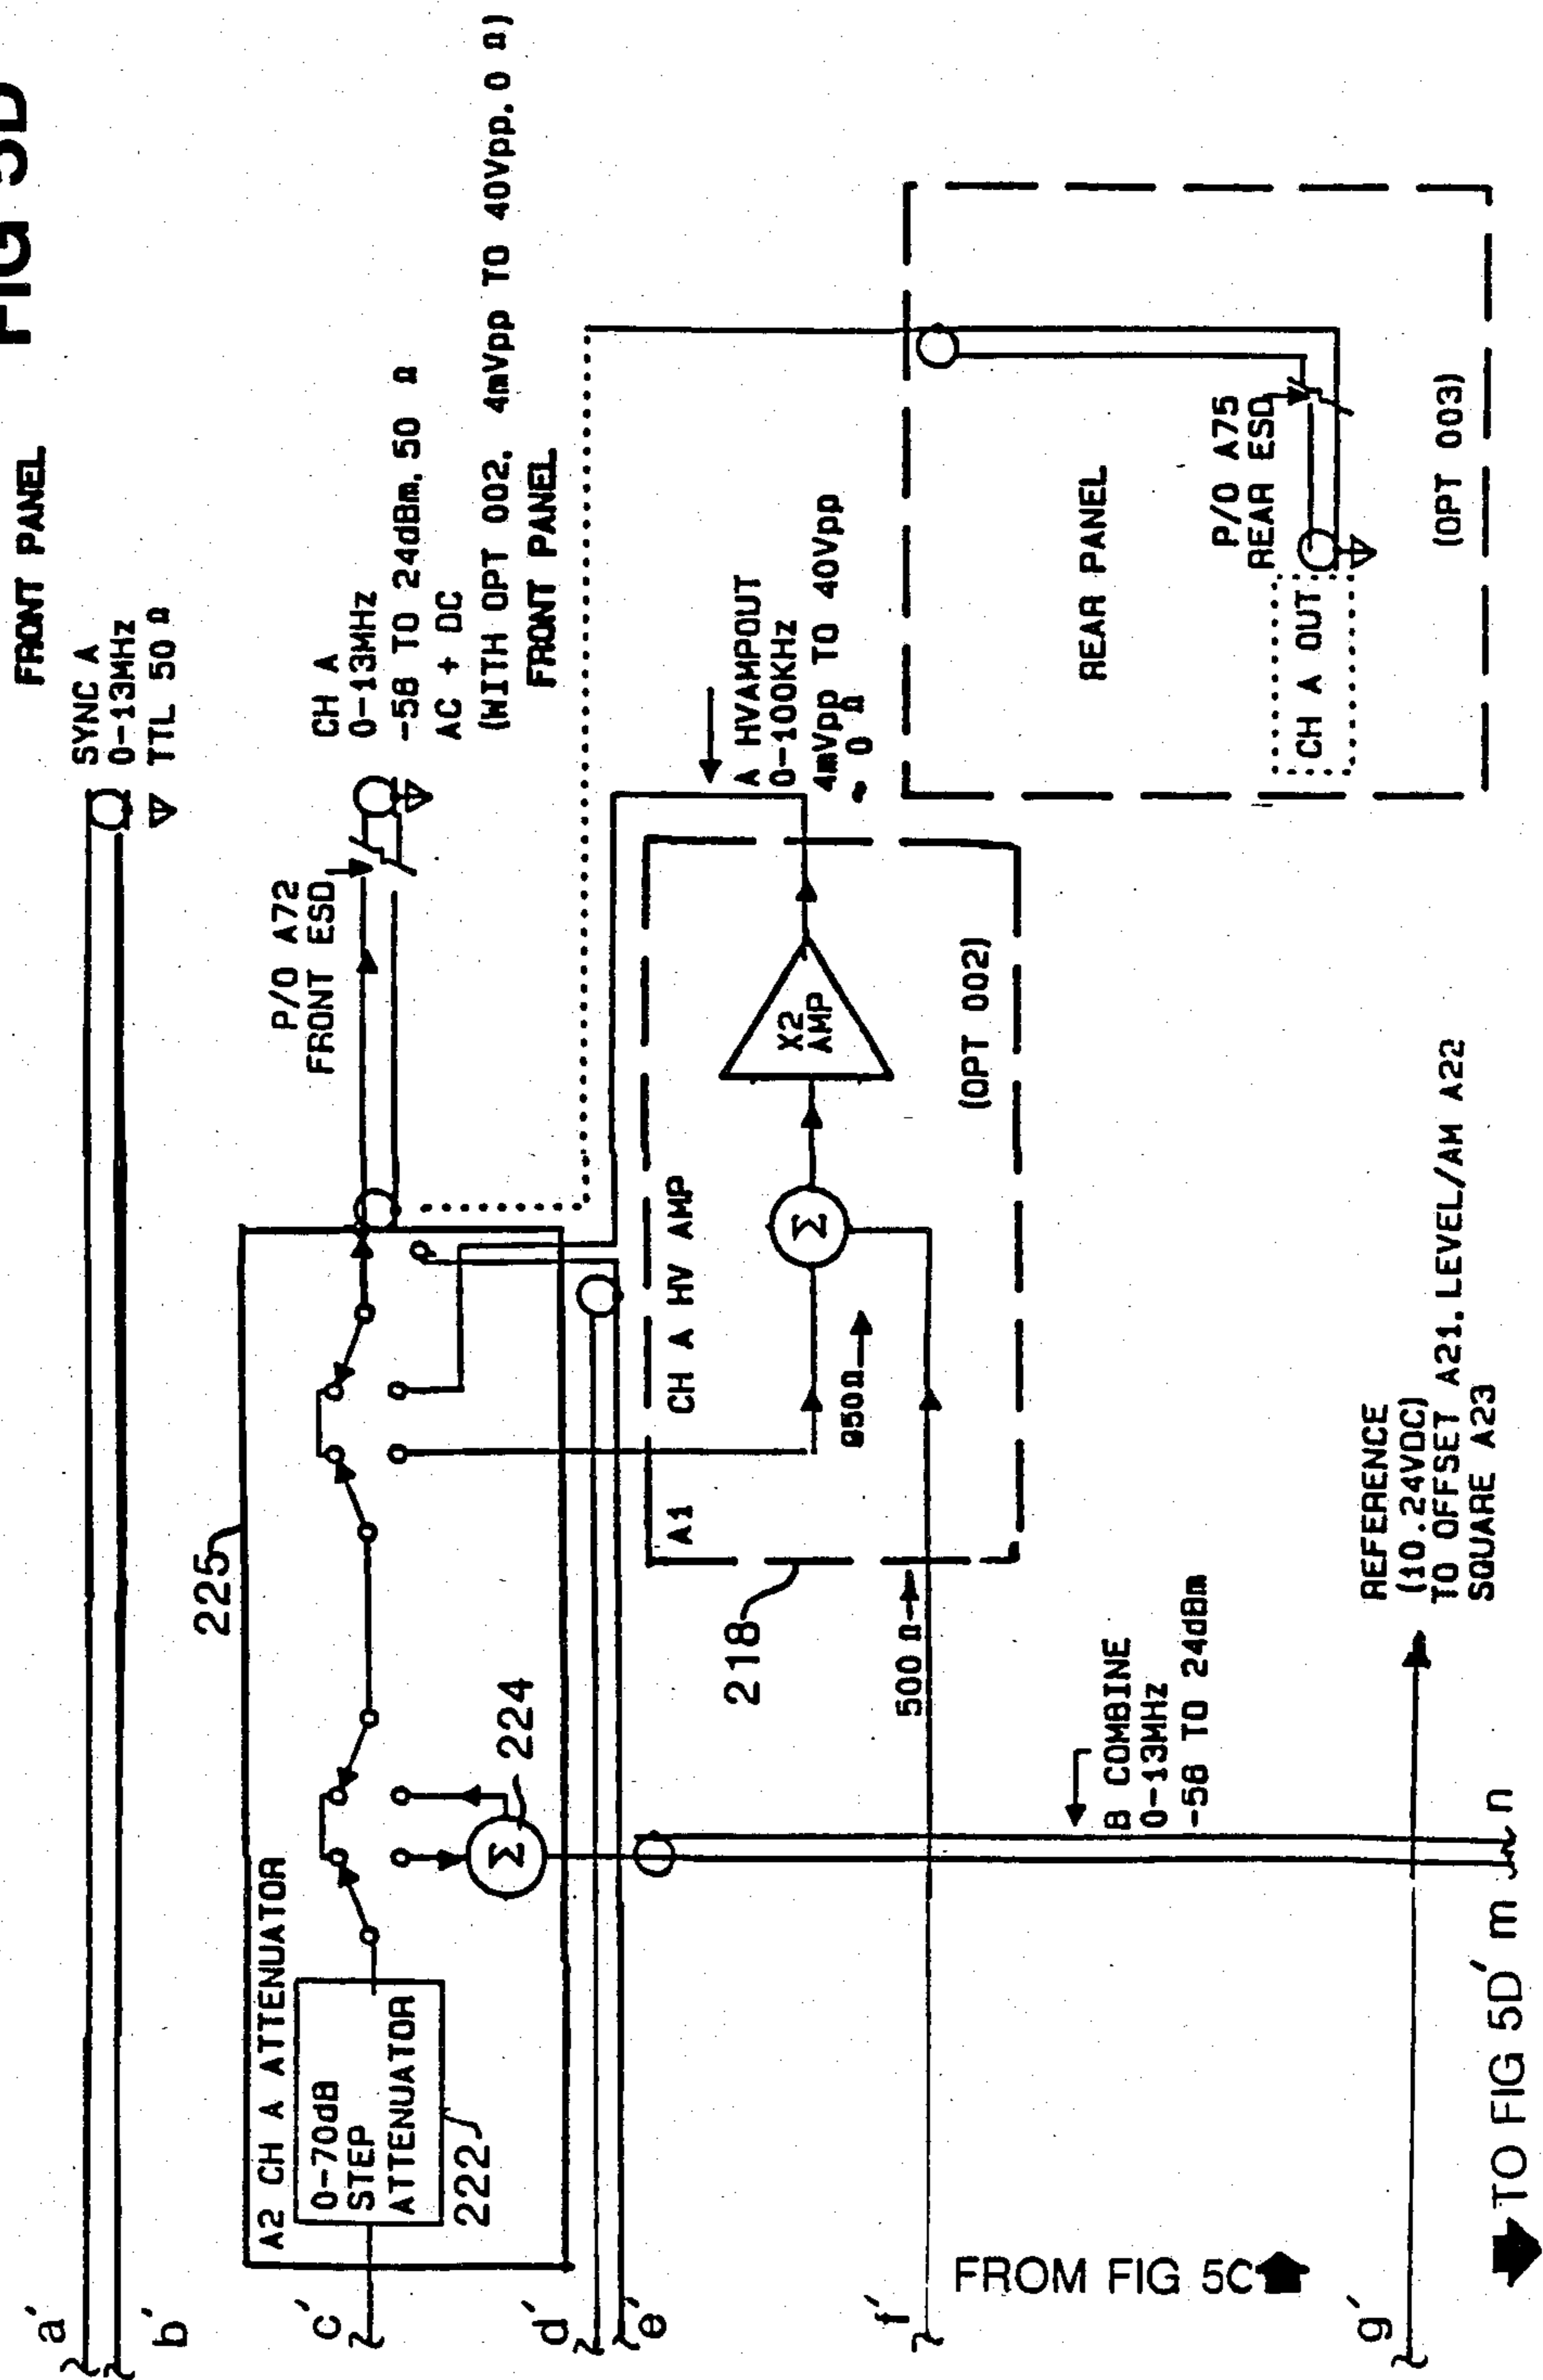 FIG 5D
FRONT PANEL
SYNC A
0-13MHz
TTL 50 Ω
a'
b'
A2 CH A ATTENUATOR
0-70dB
STEP
ATTENUATOR
222
225
224
Σ
P/O A72
FRONT ESD
CH A
0-13MHz
-58 TO 24dBm. 50 Ω
AC + DC
(WITH OPT 002. 4mVpp TO 40Vpp. 0 Ω)
FRONT PANEL
c'
d'
e'
A1 CH A HV AMP
Σ
X2
AMP
(OPT 002)
218
500 Ω
A HVAMPOUT
0-100KHz
4mVpp TO 40Vpp
~ 0 Ω
f'
B COMBINE
0-13MHz
-58 TO 24dBm
REAR PANEL
P/O A75
REAR ESD
CH A OUT
(OPT 003)
FROM FIG 5C
g'
REFERENCE
(10.24VDC)
TO OFFSET A21. LEVEL/AM A22
SQUARE A23
TO FIG 5D' m
n